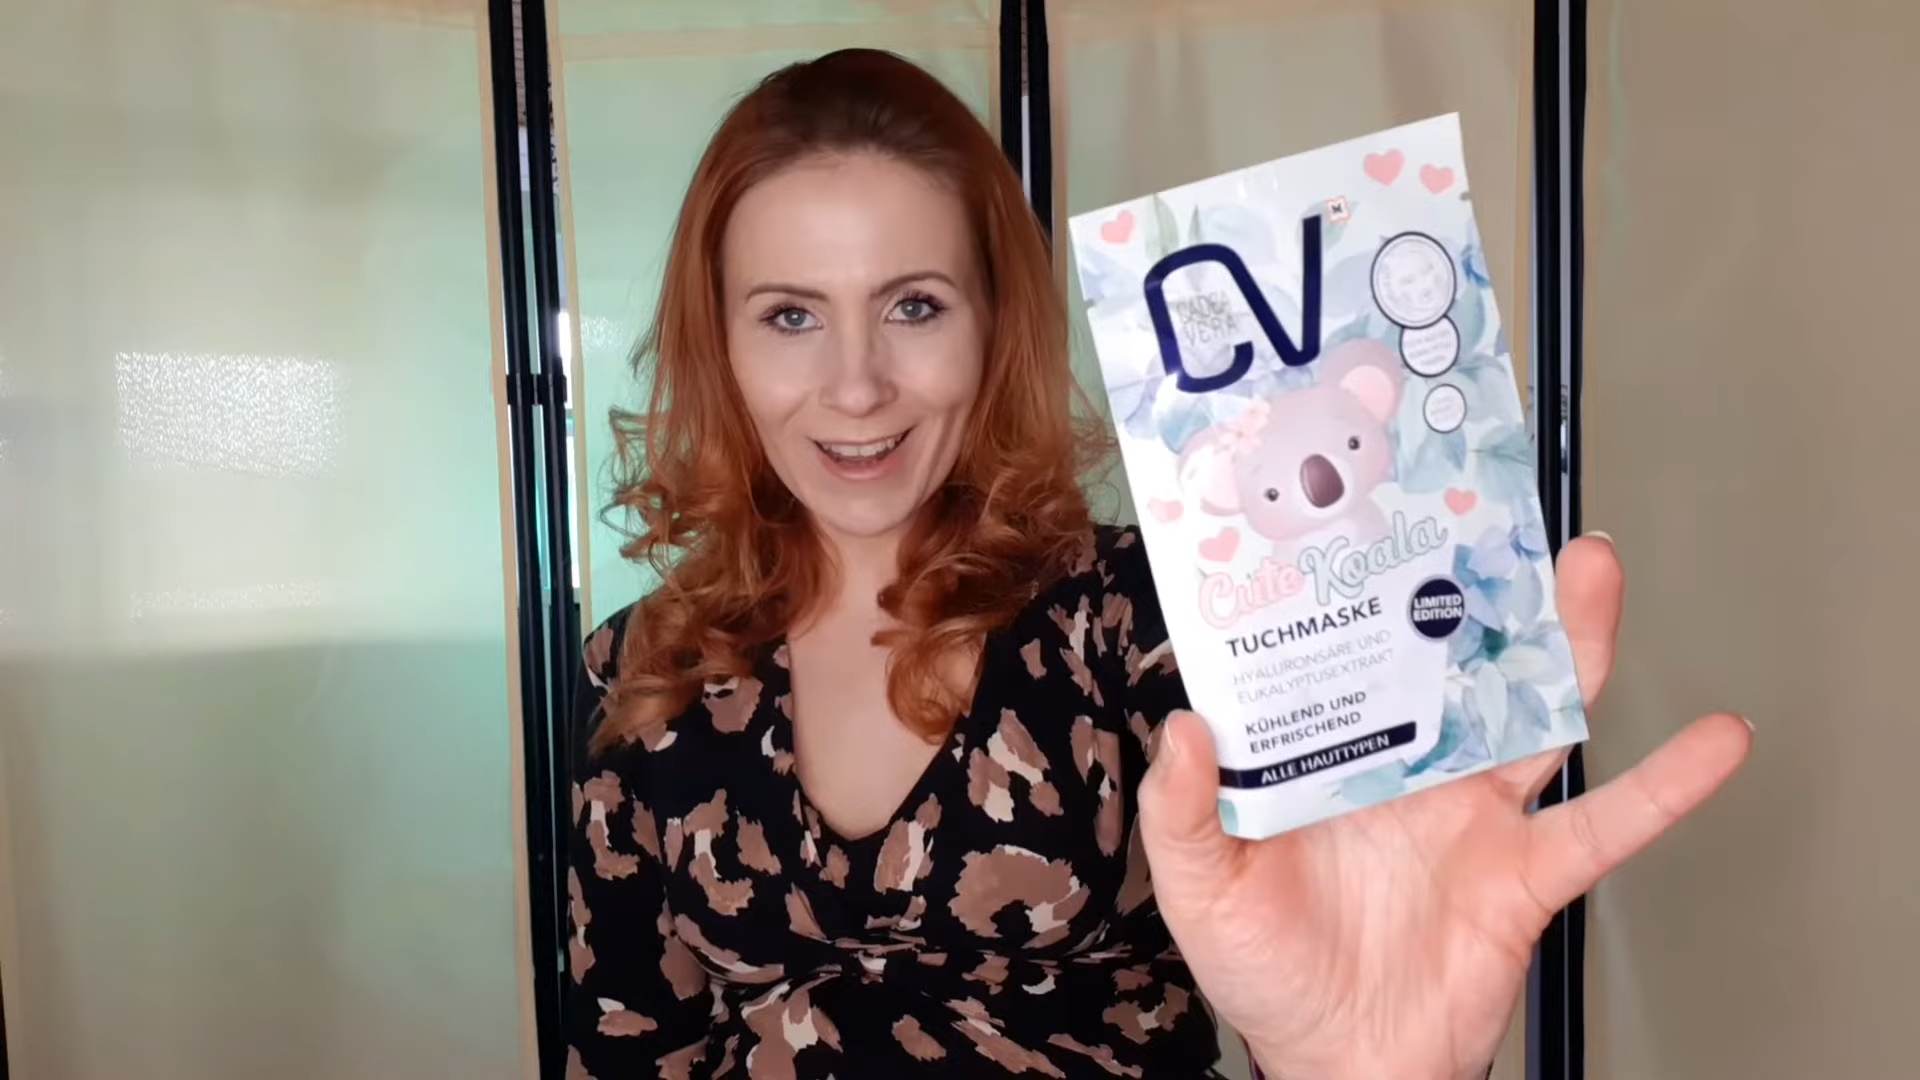 CV
CADEA
VERA
M
Cute Koala
TUCHMASKE
LIMITED
EDITION
HYALURONSÄRE UND
EUKALYPTUSEXTRAKT
KÜHLEND UND
ERFRISCHEND
ALLE HAUTTYPEN